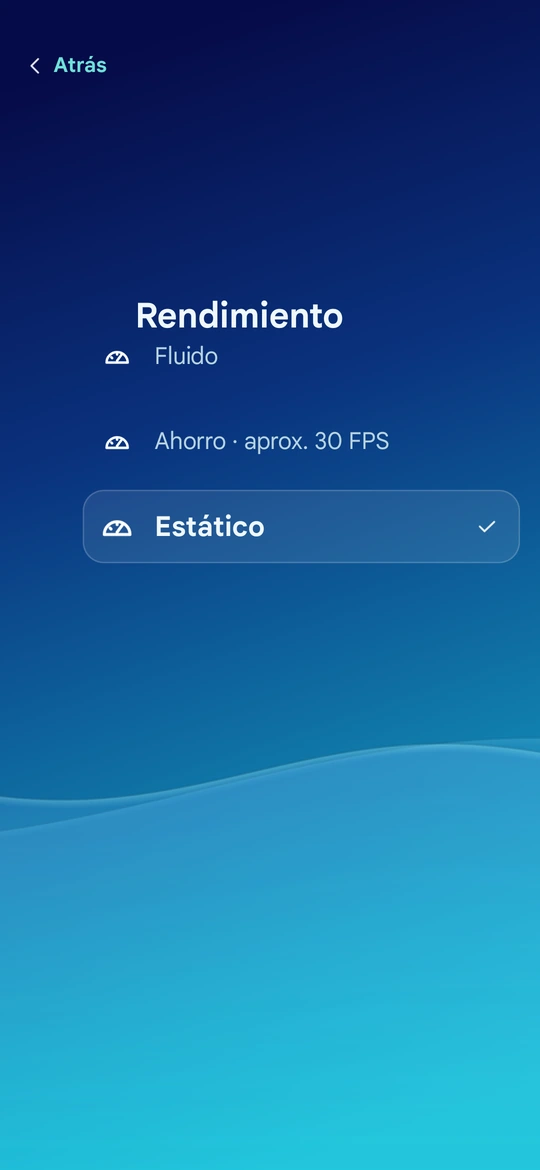 Atrás
Rendimiento
Fluido
Ahorro · aprox. 30 FPS
Estático